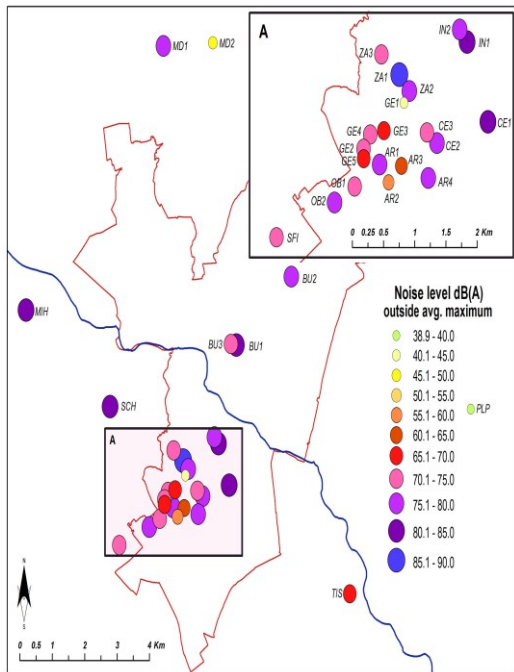 A
MD1
MD2
IN2
IN1
ZA3
ZA1
ZA2
GE1
GE4
GE3
CE3
CE1
GE2
CE2
GE5
AR1
AR3
OB1
AR4
AR2
OB2
0 0.25 0.5 1 2 Km
SFI
BU2
MIH
BU3
BU1
SCH
Noise level dB(A)
outside avg. maximum
38.9 - 40.0
40.1 - 45.0
45.1 - 50.0
50.1 - 55.0
55.1 - 60.0
60.1 - 65.0
65.1 - 70.0
70.1 - 75.0
75.1 - 80.0
80.1 - 85.0
85.1 - 90.0
PLP
A
TIS
N
S
0 0.5 1 2 3 4 Km